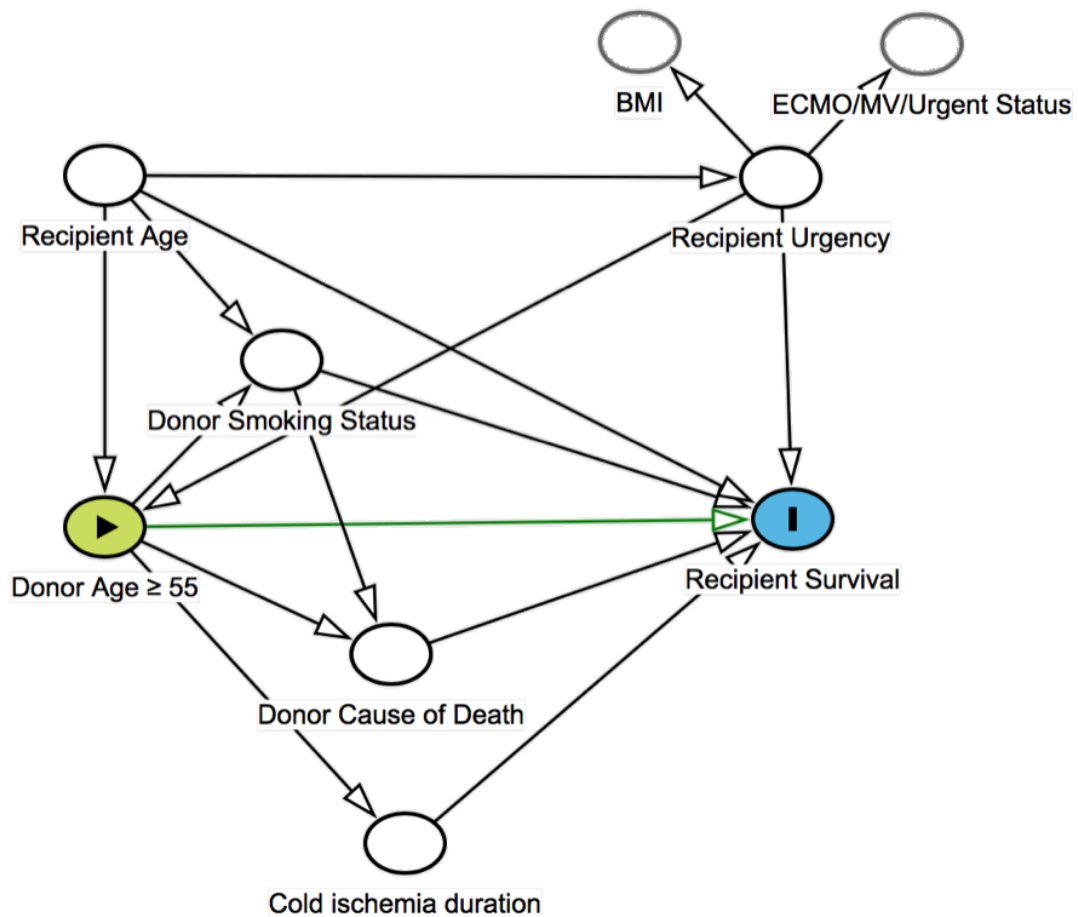 BMI
ECMO/MV/Urgent Status
Recipient Age
Recipient Urgency
Donor Smoking Status
Donor Age ≥ 55
Recipient Survival
Donor Cause of Death
Cold ischemia duration